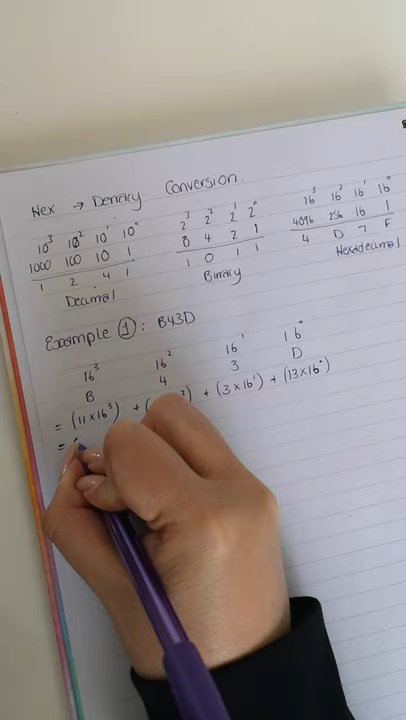 Hex → Denary Conversion.
10³ 10² 10¹ 10⁰ 2³ 2² 2¹ 2⁰ 16³ 16² 16¹ 16⁰
1000 100 10 1 8 4 2 1 4096 256 16 1
1 2 4 1 1 0 1 1 4 D 7 F
Decimal Binary Hexadecimal
Example ①: B43D
16³ 16² 16¹ 16⁰
B 4 3 D
= (11×16³) + ( ²) + (3×16¹) + (13×16⁰)
=